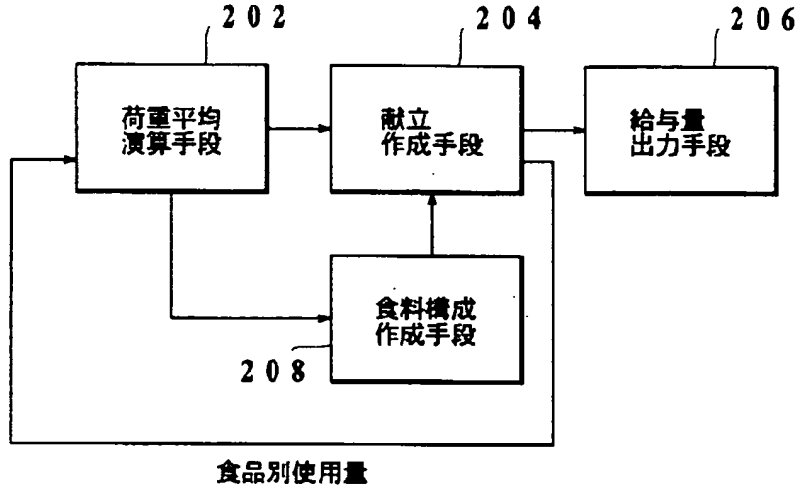 202
204
206
荷重平均
演算手段
献立
作成手段
給与量
出力手段
食料構成
作成手段
208
食品別使用量